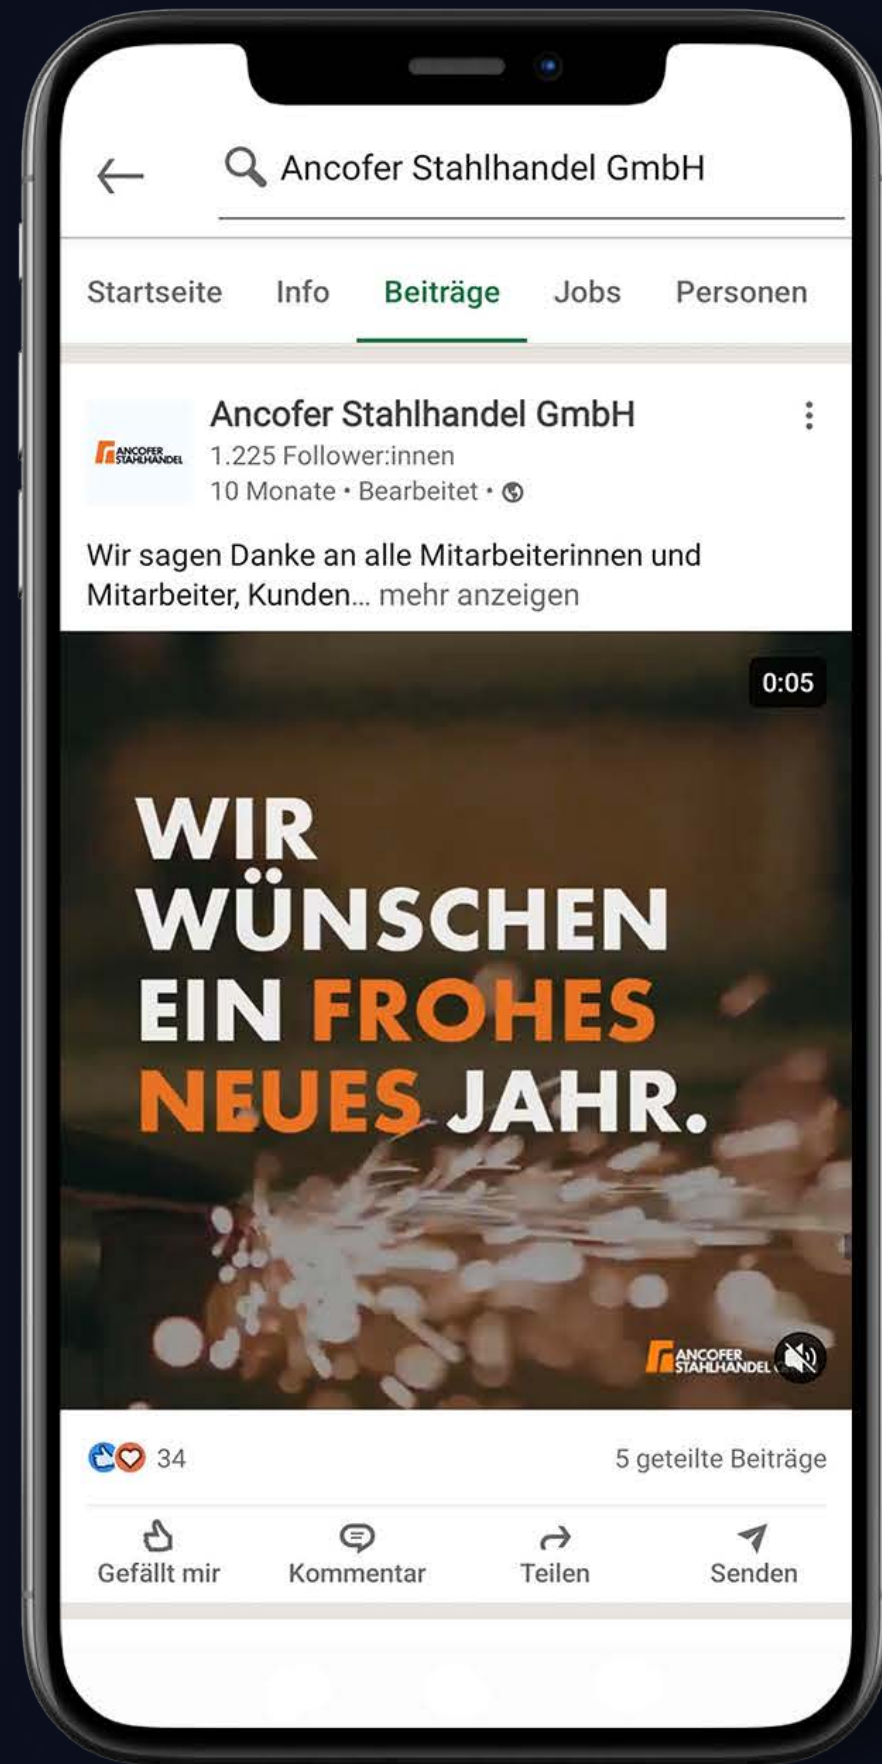 Ancofer Stahlhandel GmbH
Startseite Info Beiträge Jobs Personen
ANCOFER
STAHLHANDEL
Ancofer Stahlhandel GmbH
1.225 Follower:innen
10 Monate • Bearbeitet •
Wir sagen Danke an alle Mitarbeiterinnen und
Mitarbeiter, Kunden... mehr anzeigen
0:05
WIR
WÜNSCHEN
EIN FROHES
NEUES JAHR.
ANCOFER
STAHLHANDEL
34 5 geteilte Beiträge
Gefällt mir Kommentar Teilen Senden